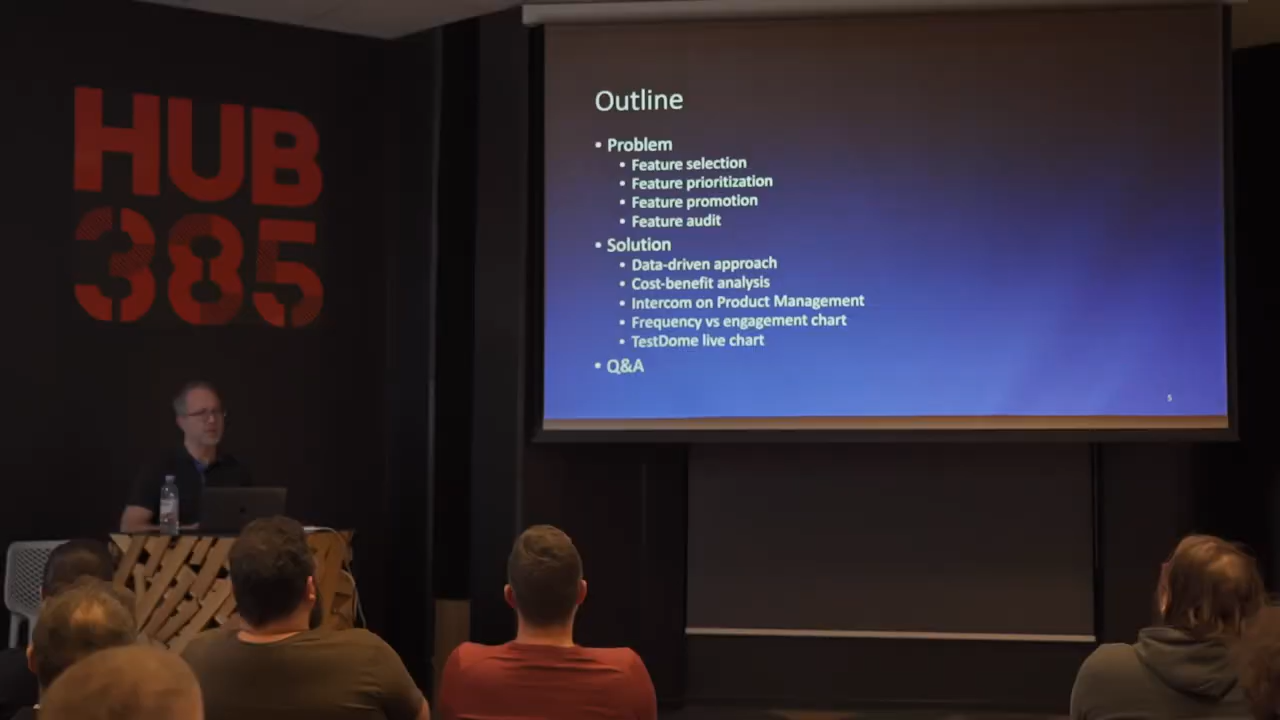 HUB
385
Outline
• Problem
• Feature selection
• Feature prioritization
• Feature promotion
• Feature audit
• Solution
• Data-driven approach
• Cost-benefit analysis
• Intercom on Product Management
• Frequency vs engagement chart
• TestDome live chart
• Q&A
5